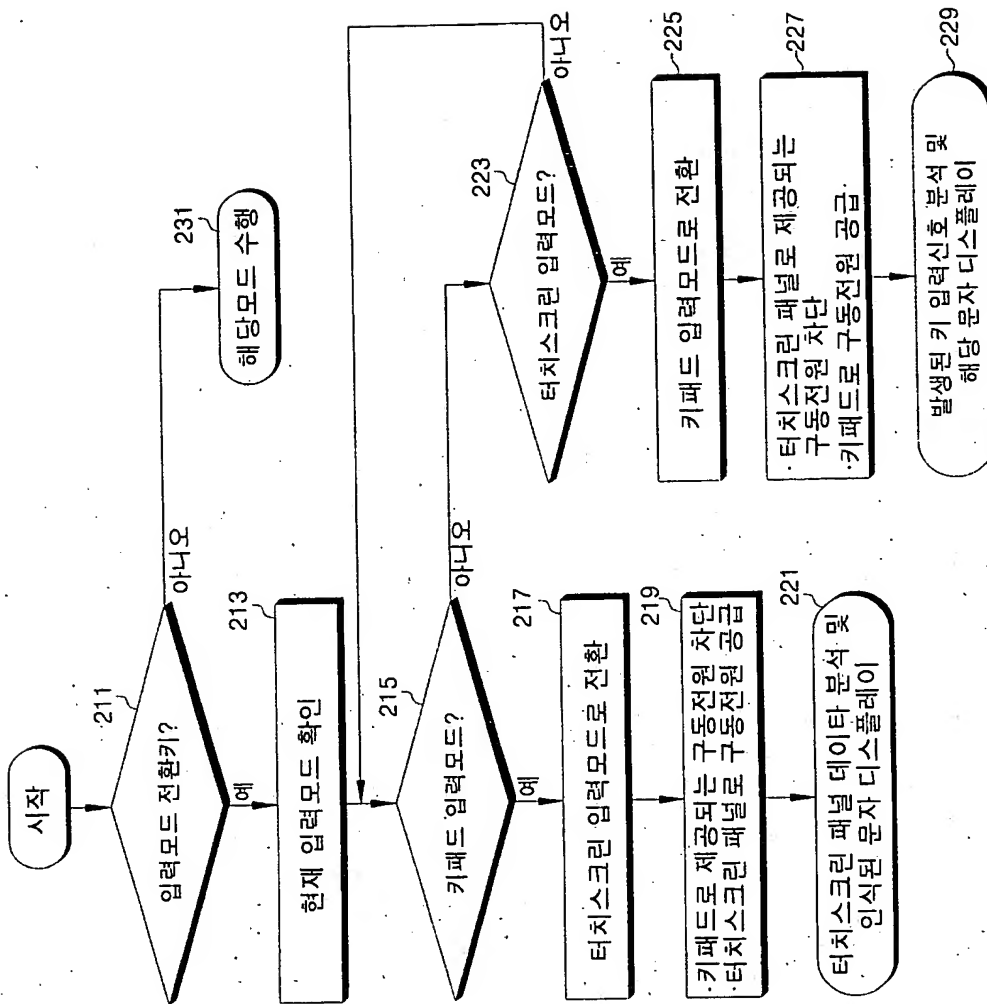 시작
211
입력모드 전환키?
아니오
예
231
해당모드 수행
213
현재 입력모드 확인
215
키패드 입력모드?
아니오
예
217
터치스크린 입력모드로 전환
219
·키패드로 제공되는 구동전원 차단
·터치스크린 패널로 구동전원 공급
221
터치스크린 패널 데이타 분석 및
인식된 문자 디스플레이
223
터치스크린 입력모드?
아니오
예
225
키패드 입력모드로 전환
227
·터치스크린 패널로 제공되는
구동전원 차단
·키패드로 구동전원 공급·
229
발생된 키 입력신호 분석 및
해당 문자 디스플레이